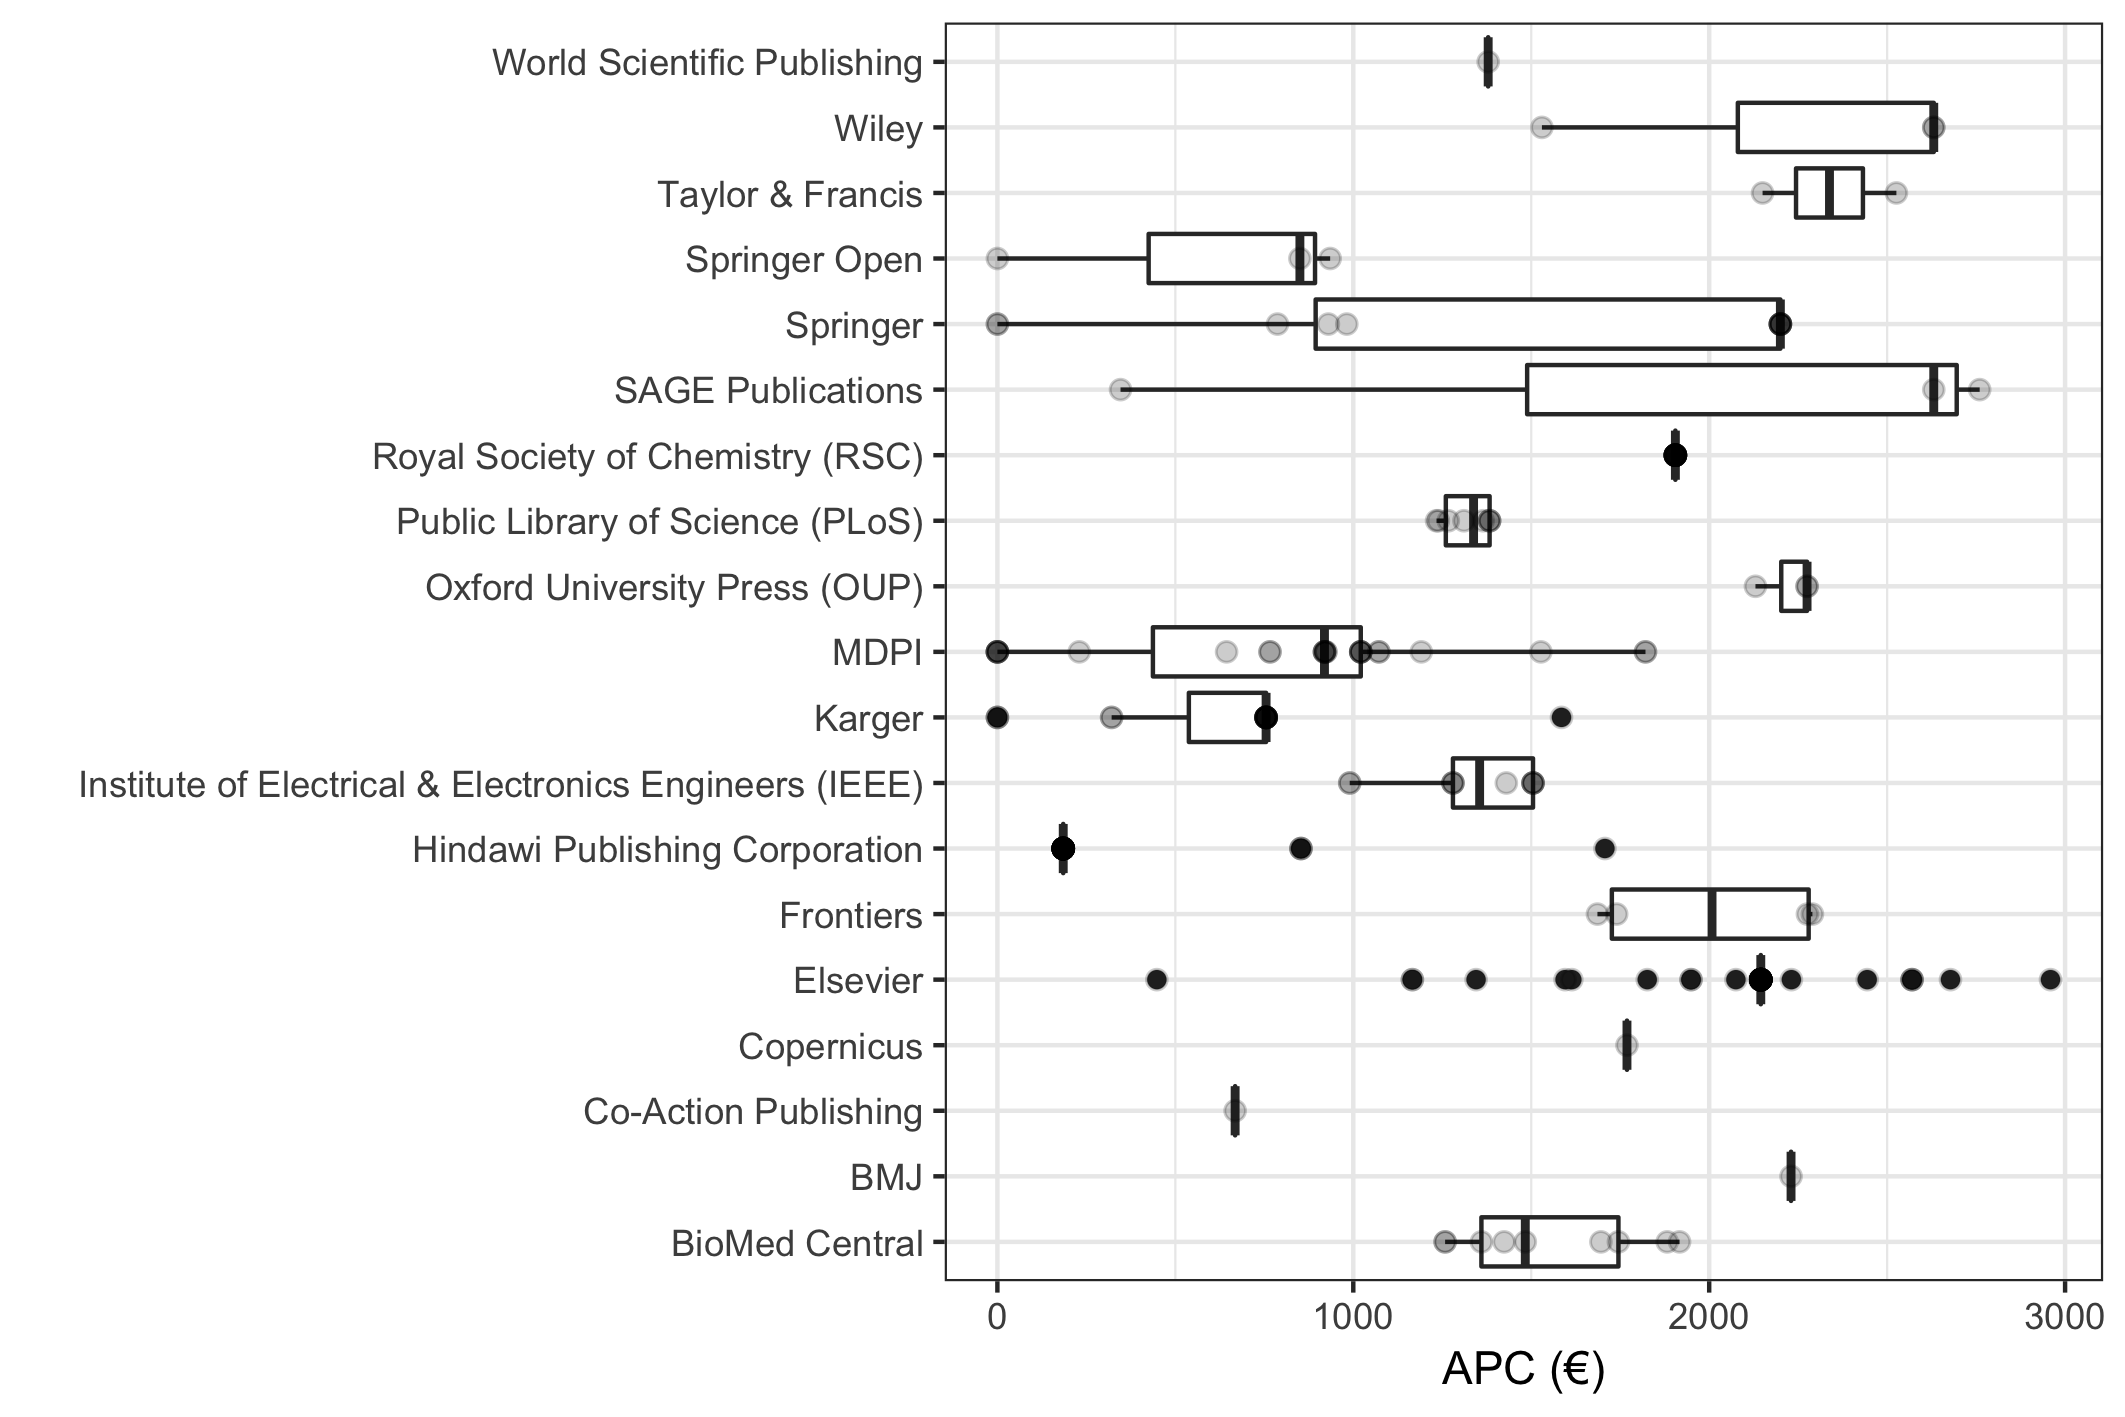 World Scientific Publishing
Wiley
Taylor & Francis
Springer Open
Springer
SAGE Publications
Royal Society of Chemistry (RSC)
Public Library of Science (PLoS)
Oxford University Press (OUP)
MDPI
Karger
Institute of Electrical & Electronics Engineers (IEEE)
Hindawi Publishing Corporation
Frontiers
Elsevier
Copernicus
Co-Action Publishing
BMJ
BioMed Central
0 1000 2000 3000
APC (€)